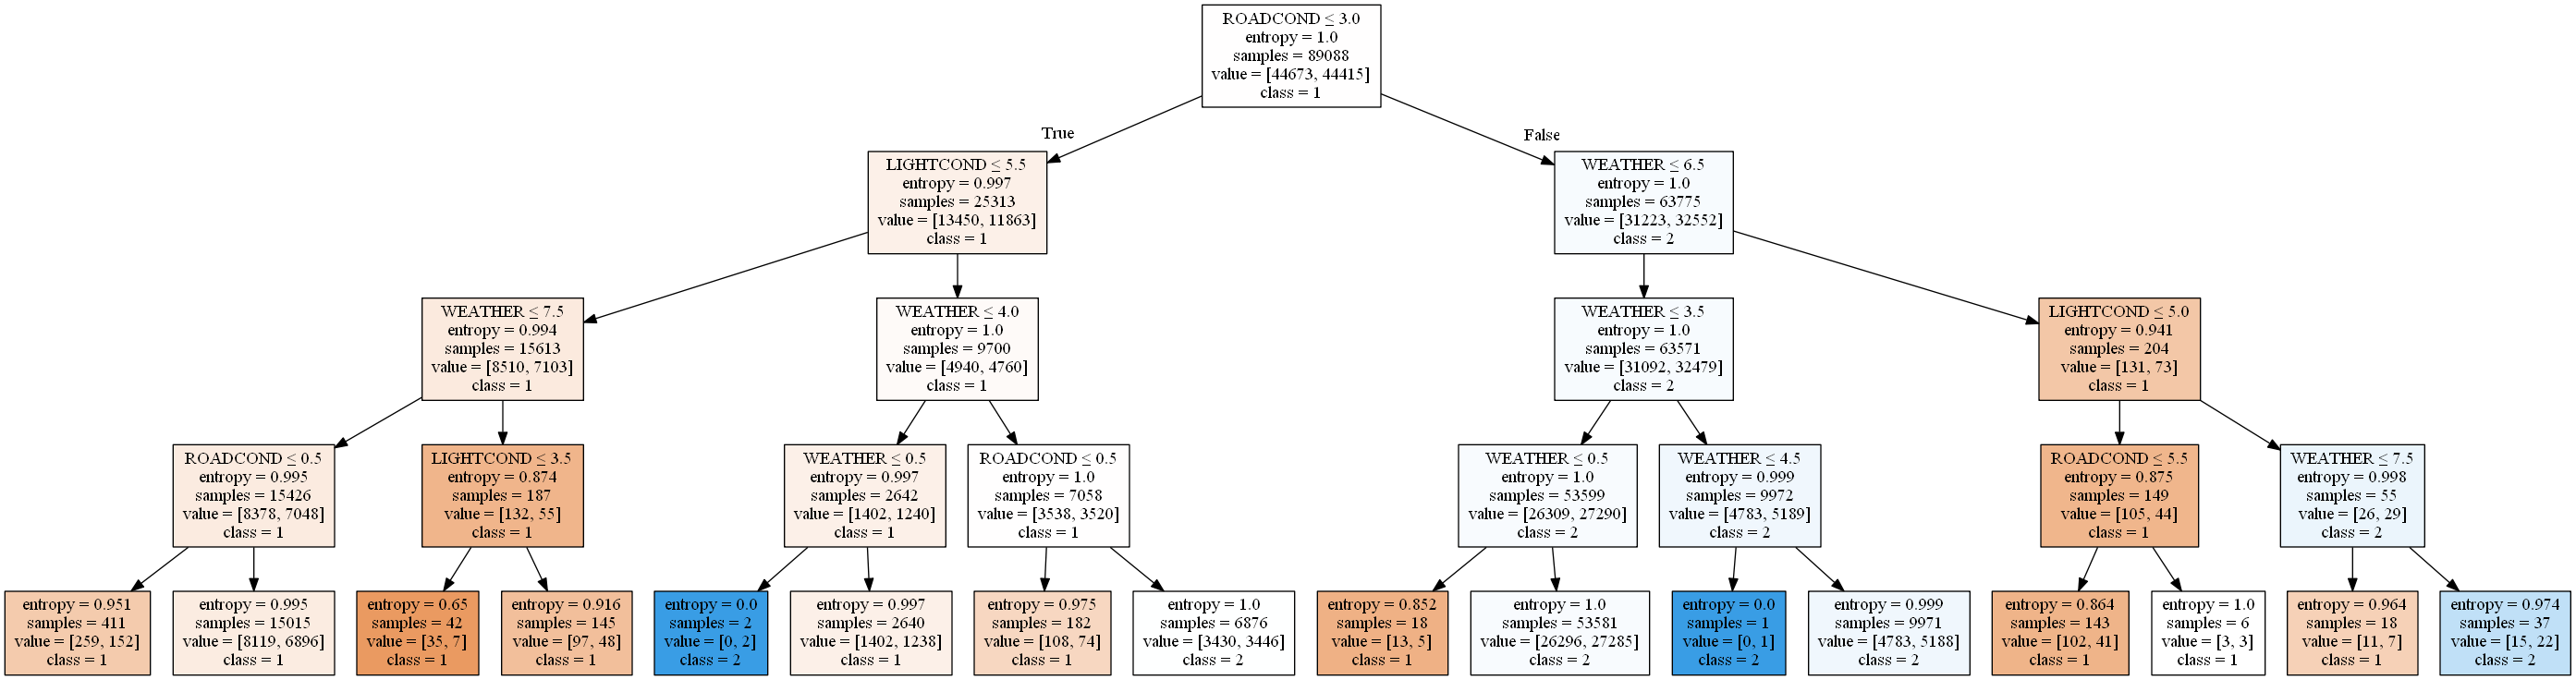 ROADCOND ≤ 3.0
entropy = 1.0
samples = 89088
value = [44673, 44415]
class = 1
True
False
LIGHTCOND ≤ 5.5
entropy = 0.997
samples = 25313
value = [13450, 11863]
class = 1
WEATHER ≤ 6.5
entropy = 1.0
samples = 63775
value = [31223, 32552]
class = 2
WEATHER ≤ 7.5
entropy = 0.994
samples = 15613
value = [8510, 7103]
class = 1
WEATHER ≤ 4.0
entropy = 1.0
samples = 9700
value = [4940, 4760]
class = 1
WEATHER ≤ 3.5
entropy = 1.0
samples = 63571
value = [31092, 32479]
class = 2
LIGHTCOND ≤ 5.0
entropy = 0.941
samples = 204
value = [131, 73]
class = 1
ROADCOND ≤ 0.5
entropy = 0.995
samples = 15426
value = [8378, 7048]
class = 1
LIGHTCOND ≤ 3.5
entropy = 0.874
samples = 187
value = [132, 55]
class = 1
WEATHER ≤ 0.5
entropy = 0.997
samples = 2642
value = [1402, 1240]
class = 1
ROADCOND ≤ 0.5
entropy = 1.0
samples = 7058
value = [3538, 3520]
class = 1
WEATHER ≤ 0.5
entropy = 1.0
samples = 53599
value = [26309, 27290]
class = 2
WEATHER ≤ 4.5
entropy = 0.999
samples = 9972
value = [4783, 5189]
class = 2
ROADCOND ≤ 5.5
entropy = 0.875
samples = 149
value = [105, 44]
class = 1
WEATHER ≤ 7.5
entropy = 0.998
samples = 55
value = [26, 29]
class = 2
entropy = 0.951
samples = 411
value = [259, 152]
class = 1
entropy = 0.995
samples = 15015
value = [8119, 6896]
class = 1
entropy = 0.65
samples = 42
value = [35, 7]
class = 1
entropy = 0.916
samples = 145
value = [97, 48]
class = 1
entropy = 0.0
samples = 2
value = [0, 2]
class = 2
entropy = 0.997
samples = 2640
value = [1402, 1238]
class = 1
entropy = 0.975
samples = 182
value = [108, 74]
class = 1
entropy = 1.0
samples = 6876
value = [3430, 3446]
class = 2
entropy = 0.852
samples = 18
value = [13, 5]
class = 1
entropy = 1.0
samples = 53581
value = [26296, 27285]
class = 2
entropy = 0.0
samples = 1
value = [0, 1]
class = 2
entropy = 0.999
samples = 9971
value = [4783, 5188]
class = 2
entropy = 0.864
samples = 143
value = [102, 41]
class = 1
entropy = 1.0
samples = 6
value = [3, 3]
class = 1
entropy = 0.964
samples = 18
value = [11, 7]
class = 1
entropy = 0.974
samples = 37
value = [15, 22]
class = 2